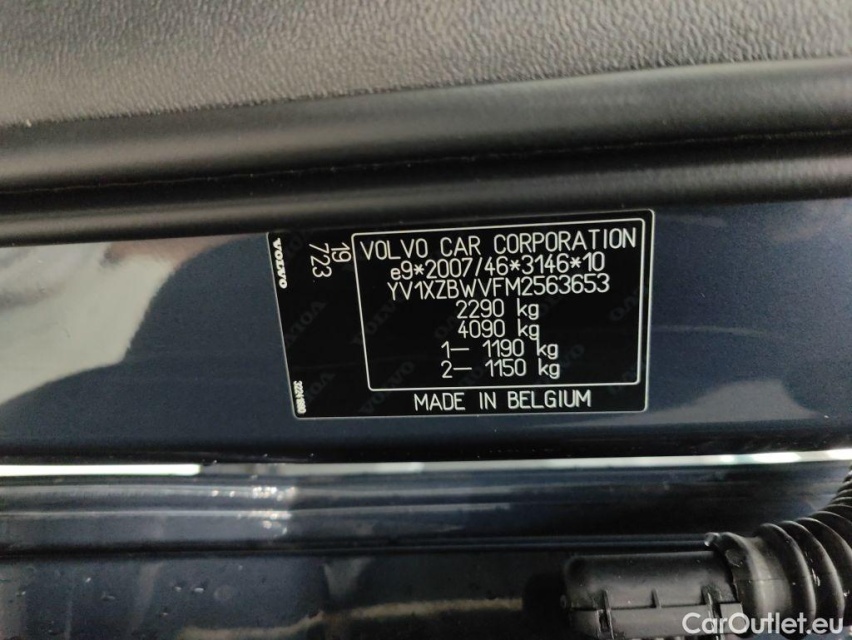 VOLVO
19
723
VOLVO CAR CORPORATION
e9*2007/46*3146*10
YV1XZBWVFM2563653
2290 kg
4090 kg
1– 1190 kg
2– 1150 kg
MADE IN BELGIUM
CarOutlet.eu